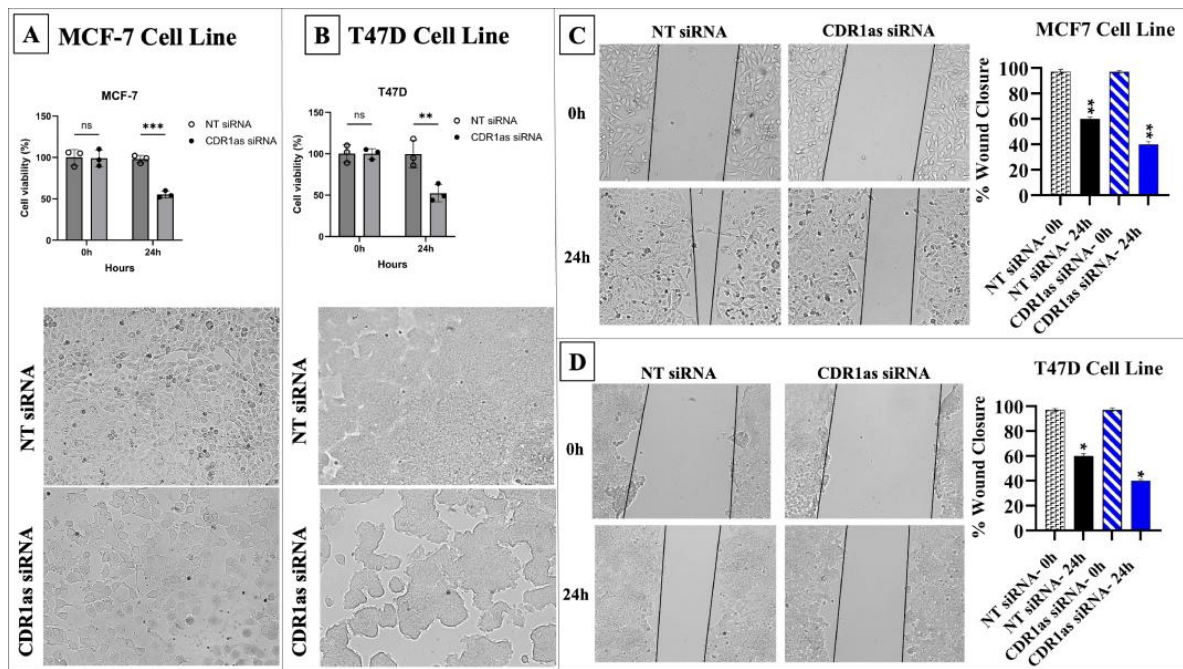 A MCF-7 Cell Line
MCF-7
ns
***
NT siRNA
CDR1as siRNA
Cell viability (%)
150
100
50
0
0h 24h
Hours
NT siRNA
CDR1as siRNA
B T47D Cell Line
T47D
ns
**
NT siRNA
CDR1as siRNA
Cell viability (%)
150
100
50
0
0h 24h
Hours
NT siRNA
CDR1as siRNA
C NT siRNA CDR1as siRNA
0h
24h
MCF7 Cell Line
% Wound Closure
100
80
60
40
20
0
**
**
NT siRNA- 0h
NT siRNA- 24h
CDR1as siRNA- 0h
CDR1as siRNA- 24h
D NT siRNA CDR1as siRNA
0h
24h
T47D Cell Line
% Wound Closure
100
80
60
40
20
0
*
*
NT siRNA- 0h
NT siRNA- 24h
CDR1as siRNA- 0h
CDR1as siRNA- 24h